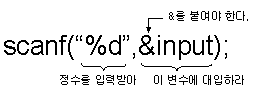 &를 붙여야 한다.
scanf("%d",&input);
정수를 입력받아 이 변수에 대입하라